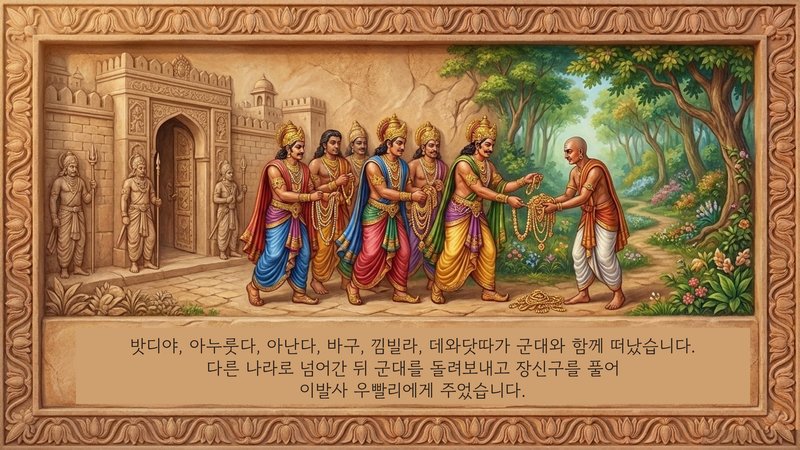 밧디야, 아누룻다, 아난다, 바구, 낌빌라, 데와닷따가 군대와 함께 떠났습니다.
다른 나라로 넘어간 뒤 군대를 돌려보내고 장신구를 풀어
이발사 우빨리에게 주었습니다.